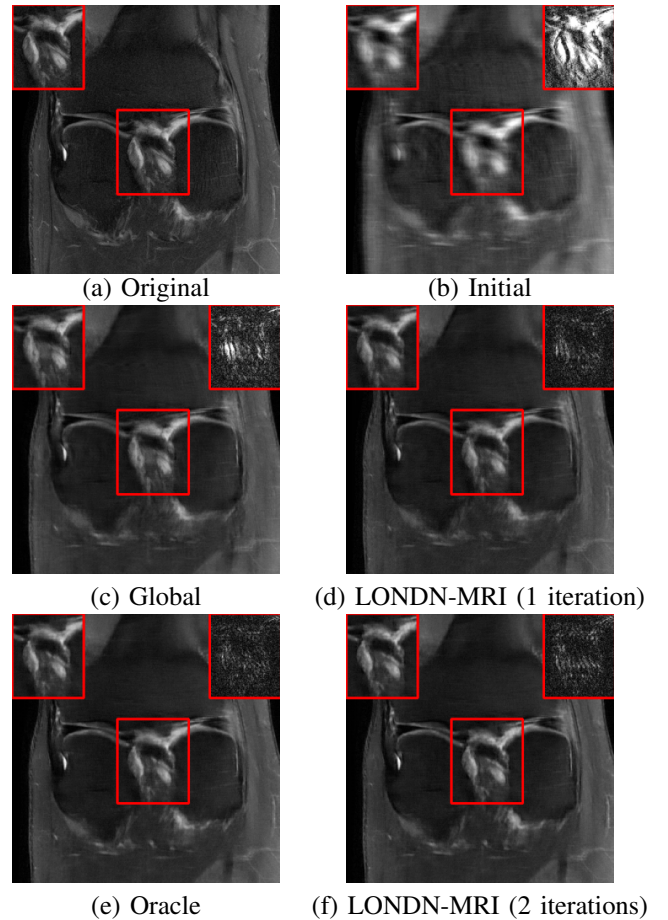 (a) Original
(b) Initial
(c) Global
(d) LONDN-MRI (1 iteration)
(e) Oracle
(f) LONDN-MRI (2 iterations)